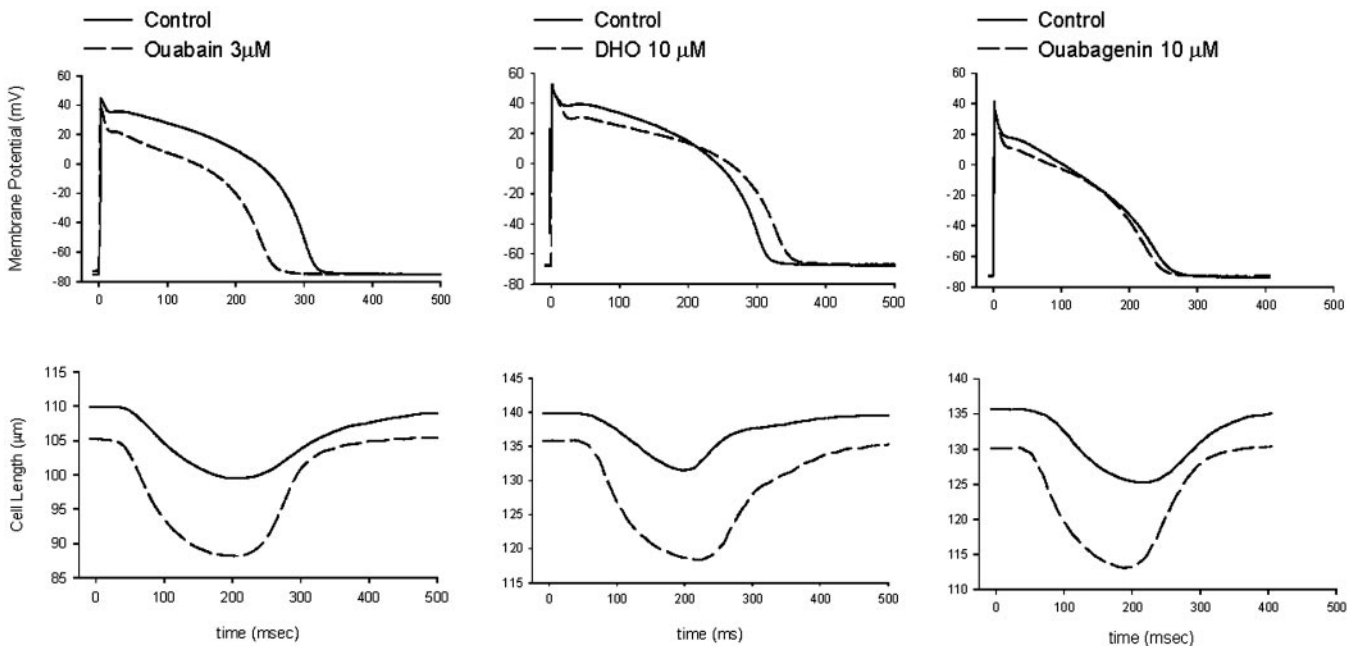 Control
Ouabain 3μM
Control
DHO 10 μM
Control
Ouabagenin 10 μM
Membrane Potential (mV)
60
40
20
0
-20
-40
-60
-80
0 100 200 300 400 500
60
40
20
0
-20
-40
-60
-80
0 100 200 300 400 500
60
40
20
0
-20
-40
-60
-80
0 100 200 300 400 500
Cell Length (μm)
115
110
105
100
95
90
85
0 100 200 300 400 500
time (msec)
145
140
135
130
125
120
115
0 100 200 300 400 500
time (ms)
140
135
130
125
120
115
110
0 100 200 300 400 500
time (msec)